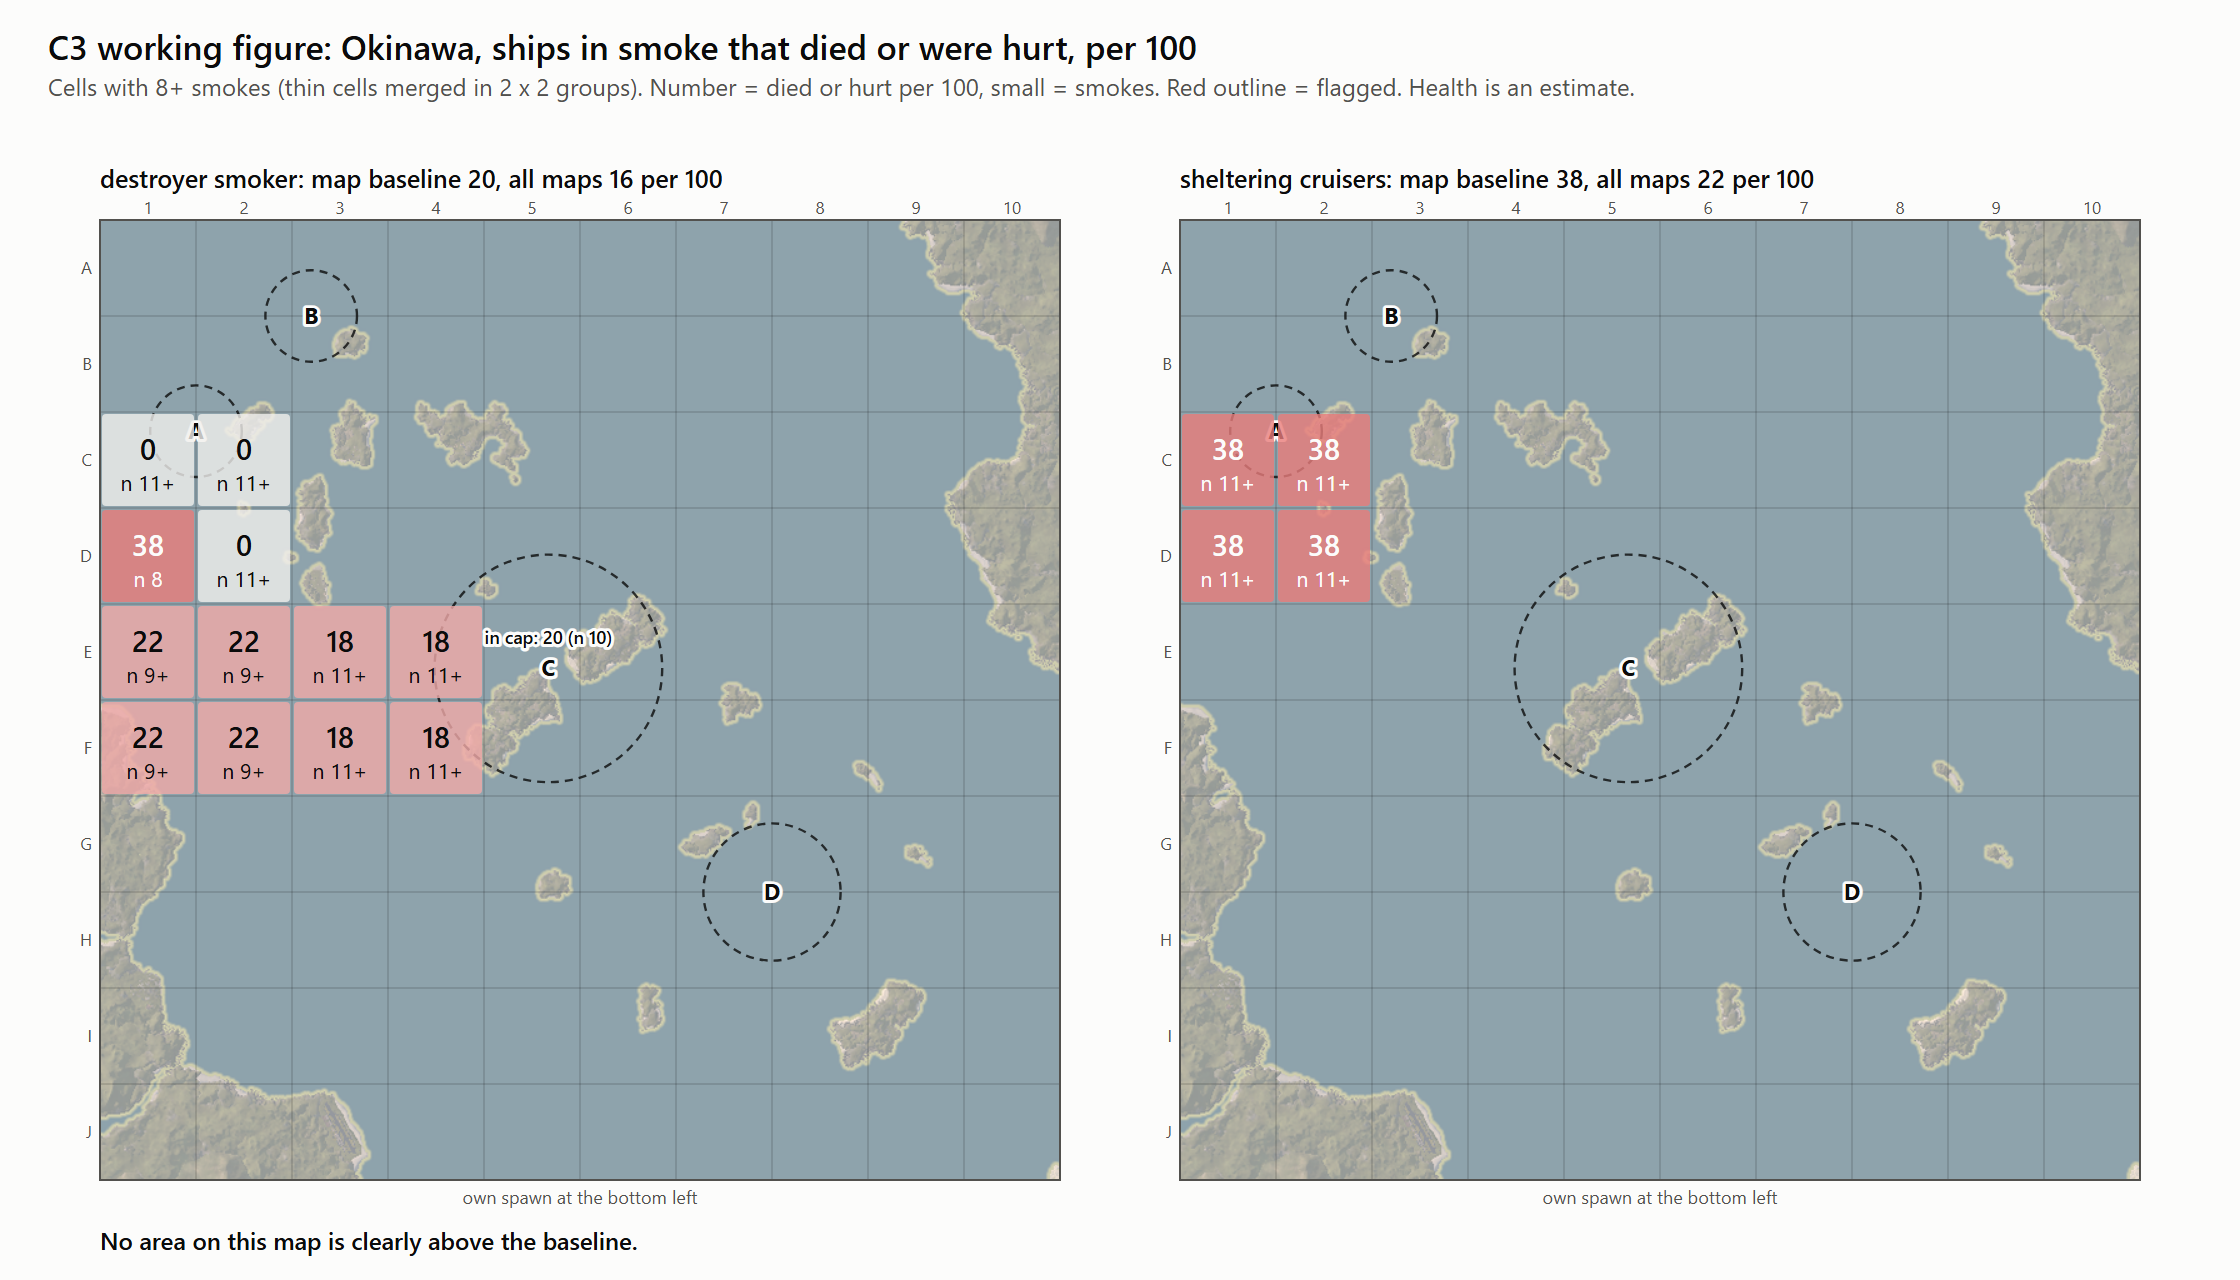 C3 working figure: Okinawa, ships in smoke that died or were hurt, per 100
Cells with 8+ smokes (thin cells merged in 2 x 2 groups). Number = died or hurt per 100, small = smokes. Red outline = flagged. Health is an estimate.
destroyer smoker: map baseline 20, all maps 16 per 100
1 2 3 4 5 6 7 8 9 10
A
B
B
A
C
0 0
n 11+ n 11+
D
38 0
n 8 n 11+
E
22 22 18 18
n 9+ n 9+ n 11+ n 11+
in cap: 20 (n 10)
C
F
22 22 18 18
n 9+ n 9+ n 11+ n 11+
G
D
H
I
J
own spawn at the bottom left
No area on this map is clearly above the baseline.
sheltering cruisers: map baseline 38, all maps 22 per 100
1 2 3 4 5 6 7 8 9 10
A
B
B
A
C
38 38
n 11+ n 11+
D
38 38
n 11+ n 11+
E
C
F
G
D
H
I
J
own spawn at the bottom left